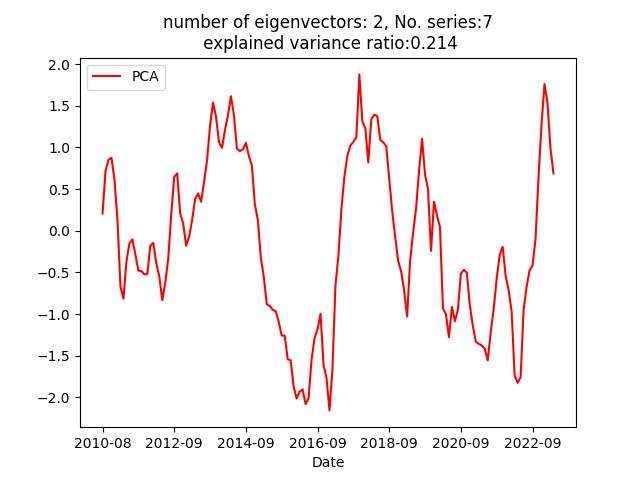 number of eigenvectors: 2, No. series:7
explained variance ratio:0.214
PCA
2.0
1.5
1.0
0.5
0.0
−0.5
−1.0
−1.5
−2.0
2010-08 2012-09 2014-09 2016-09 2018-09 2020-09 2022-09
Date